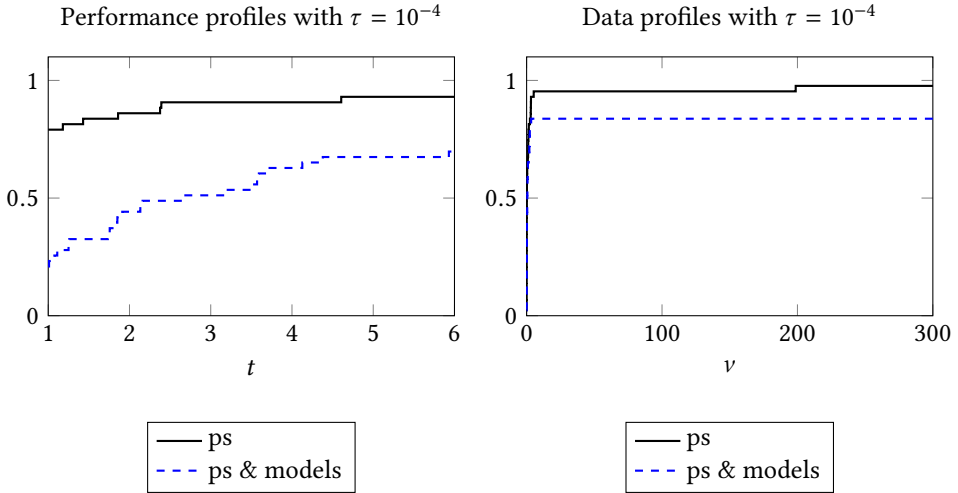 Performance profiles with τ = 10⁻⁴
1
0.5
0
1 2 3 4 5 6
t
ps
ps & models
Data profiles with τ = 10⁻⁴
1
0.5
0
0 100 200 300
ν
ps
ps & models